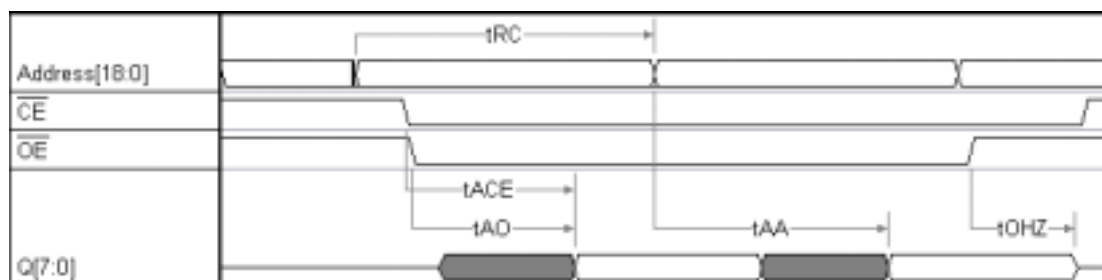 tRC
Address[18:0]
CE
OE
tACE
tAO
tAA
tOHZ
Q[7:0]